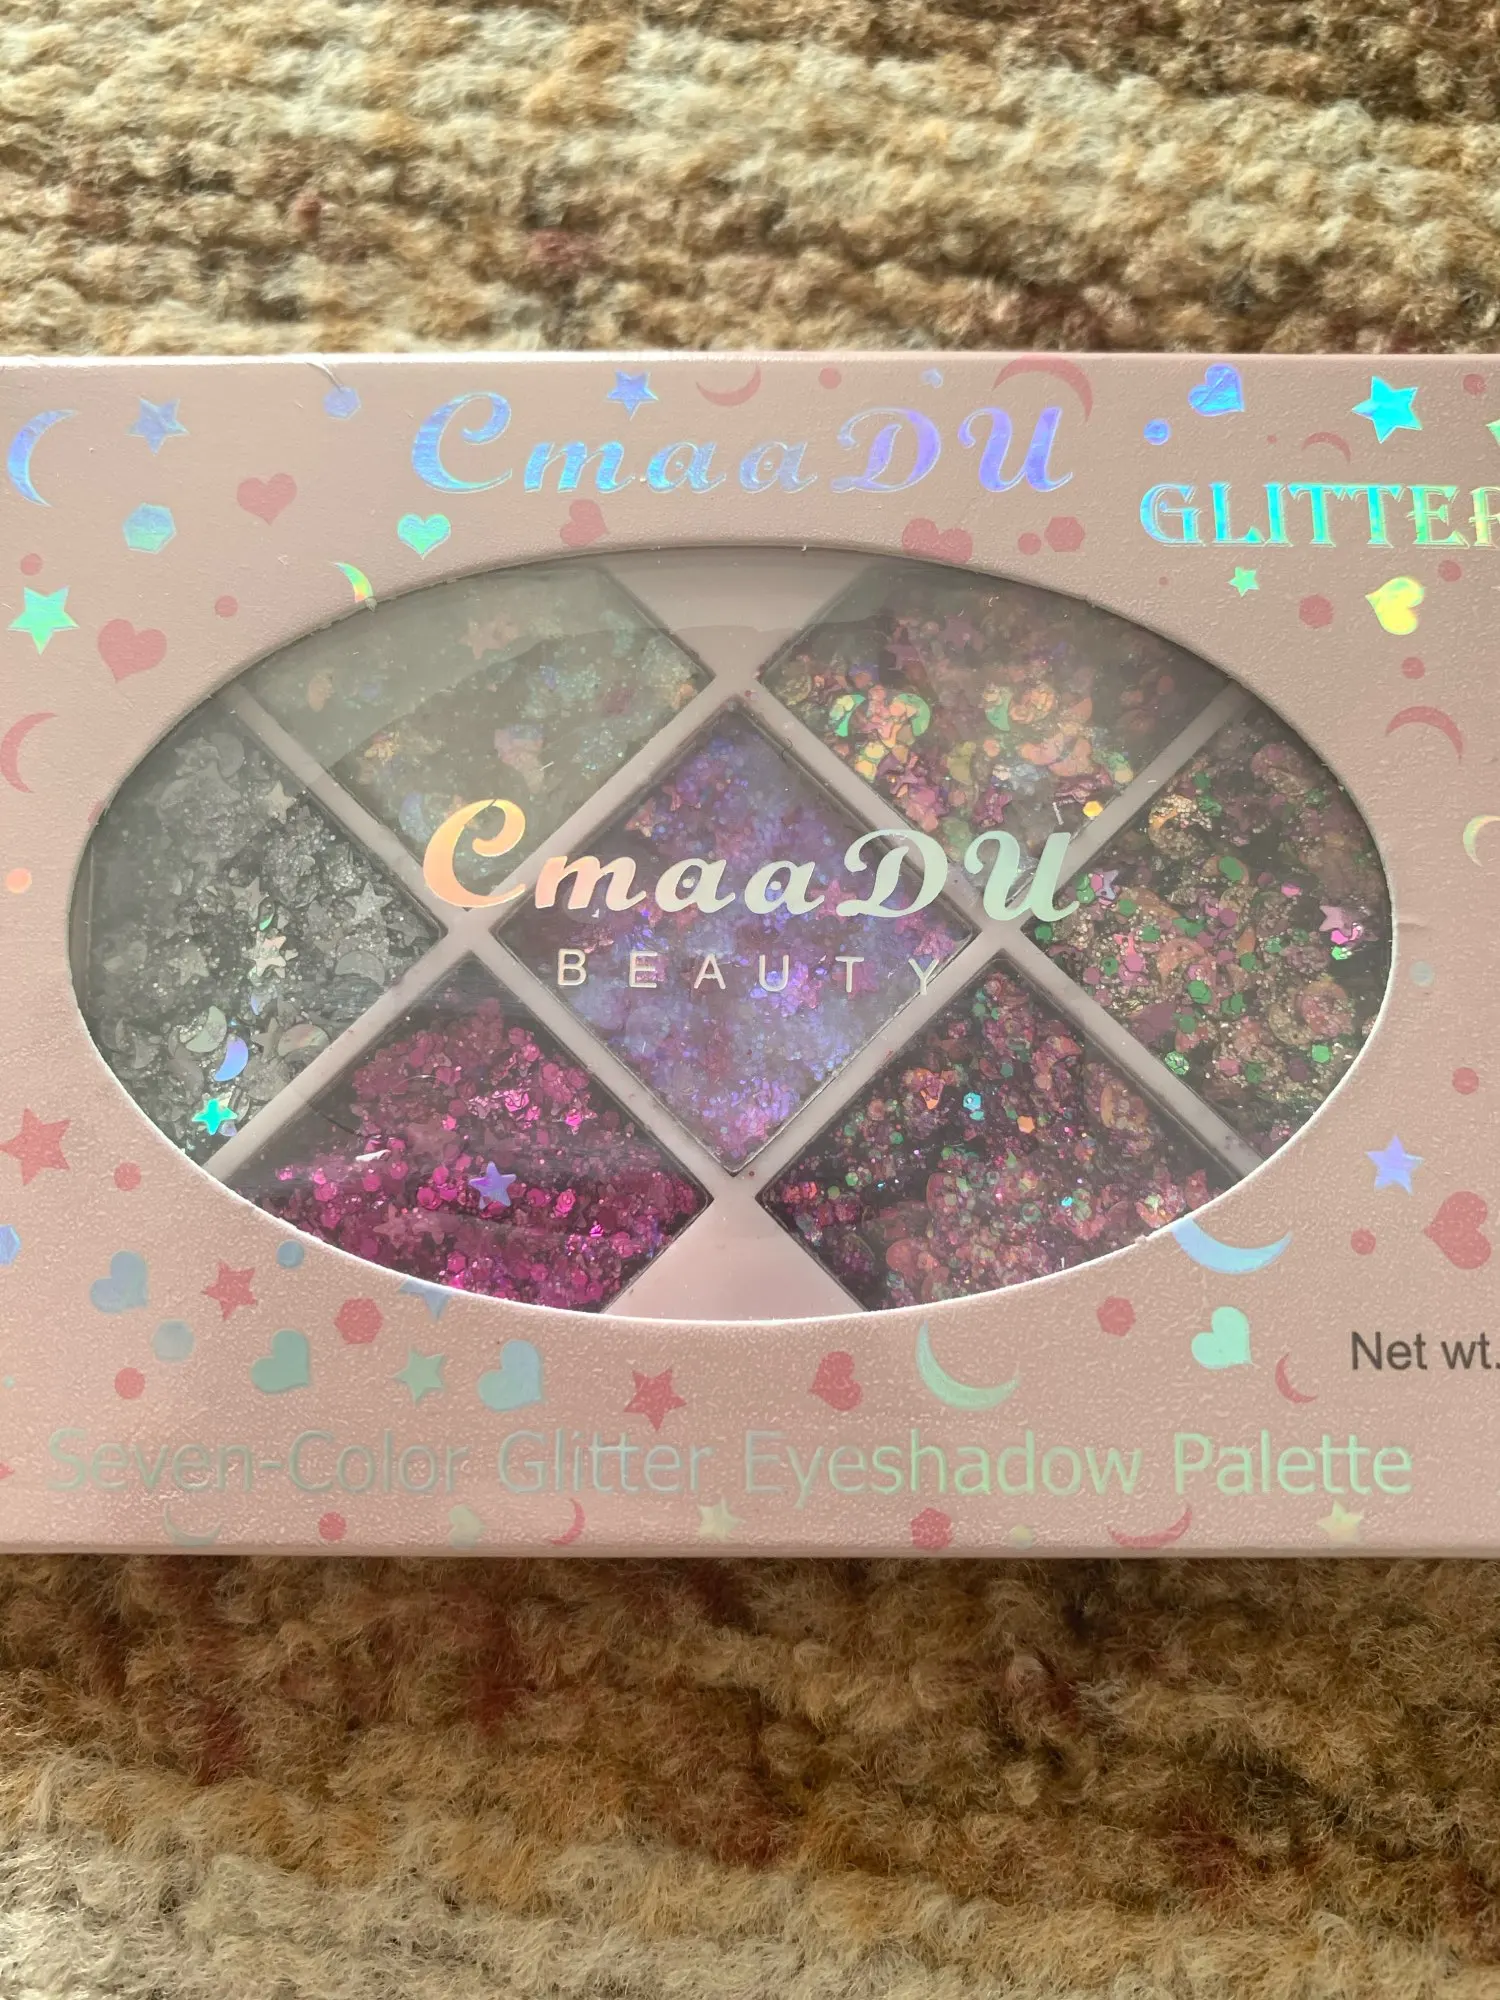 CmaaDU
GLITTER
CmaaDU
BEAUTY
Net wt.
Seven-Color Glitter Eyeshadow Palette